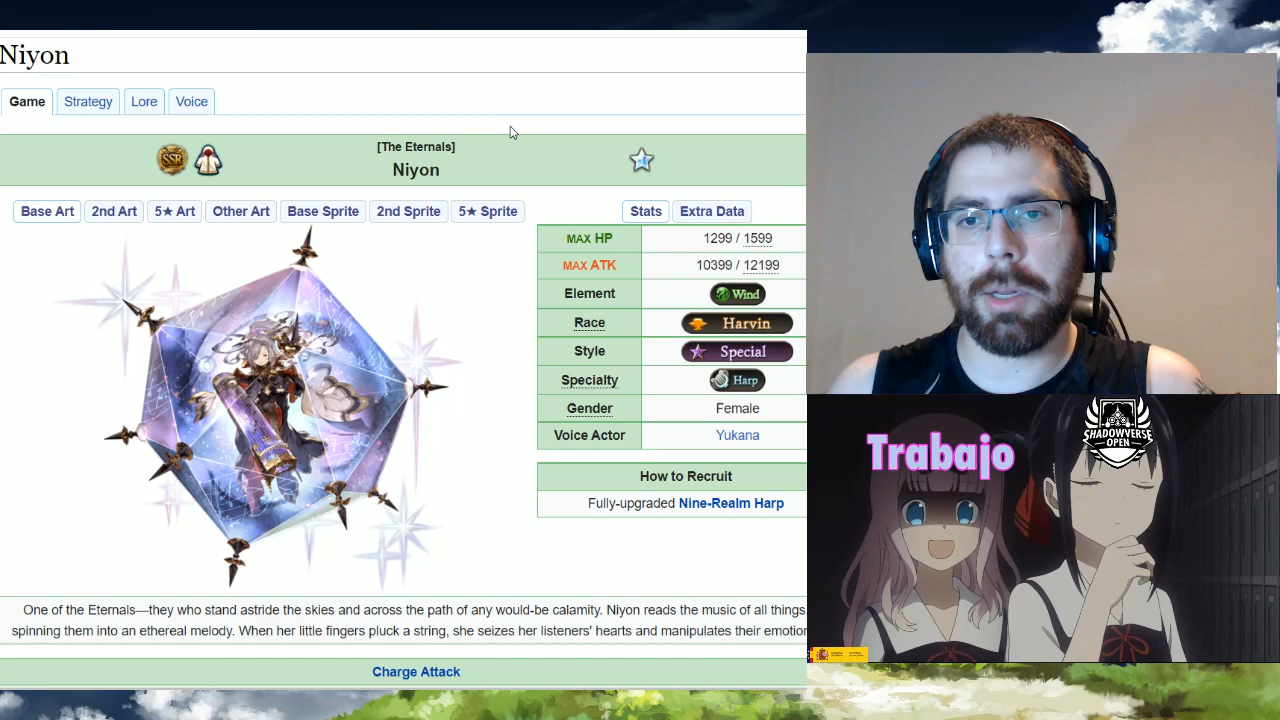 Niyon
Game
Strategy
Lore
Voice
SSR
[The Eternals]
Niyon
Base Art
2nd Art
5★ Art
Other Art
Base Sprite
2nd Sprite
5★ Sprite
Stats
Extra Data
MAX HP
1299 / 1599
MAX ATK
10399 / 12199
Element
Wind
Race
Harvin
Style
Special
Specialty
Harp
Gender
Female
Voice Actor
Yukana
How to Recruit
Fully-upgraded Nine-Realm Harp
One of the Eternals—they who stand astride the skies and across the path of any would-be calamity. Niyon reads the music of all things
spinning them into an ethereal melody. When her little fingers pluck a string, she seizes her listeners' hearts and manipulates their emotion
Charge Attack
Trabajo
SHADOWVERSE
OPEN